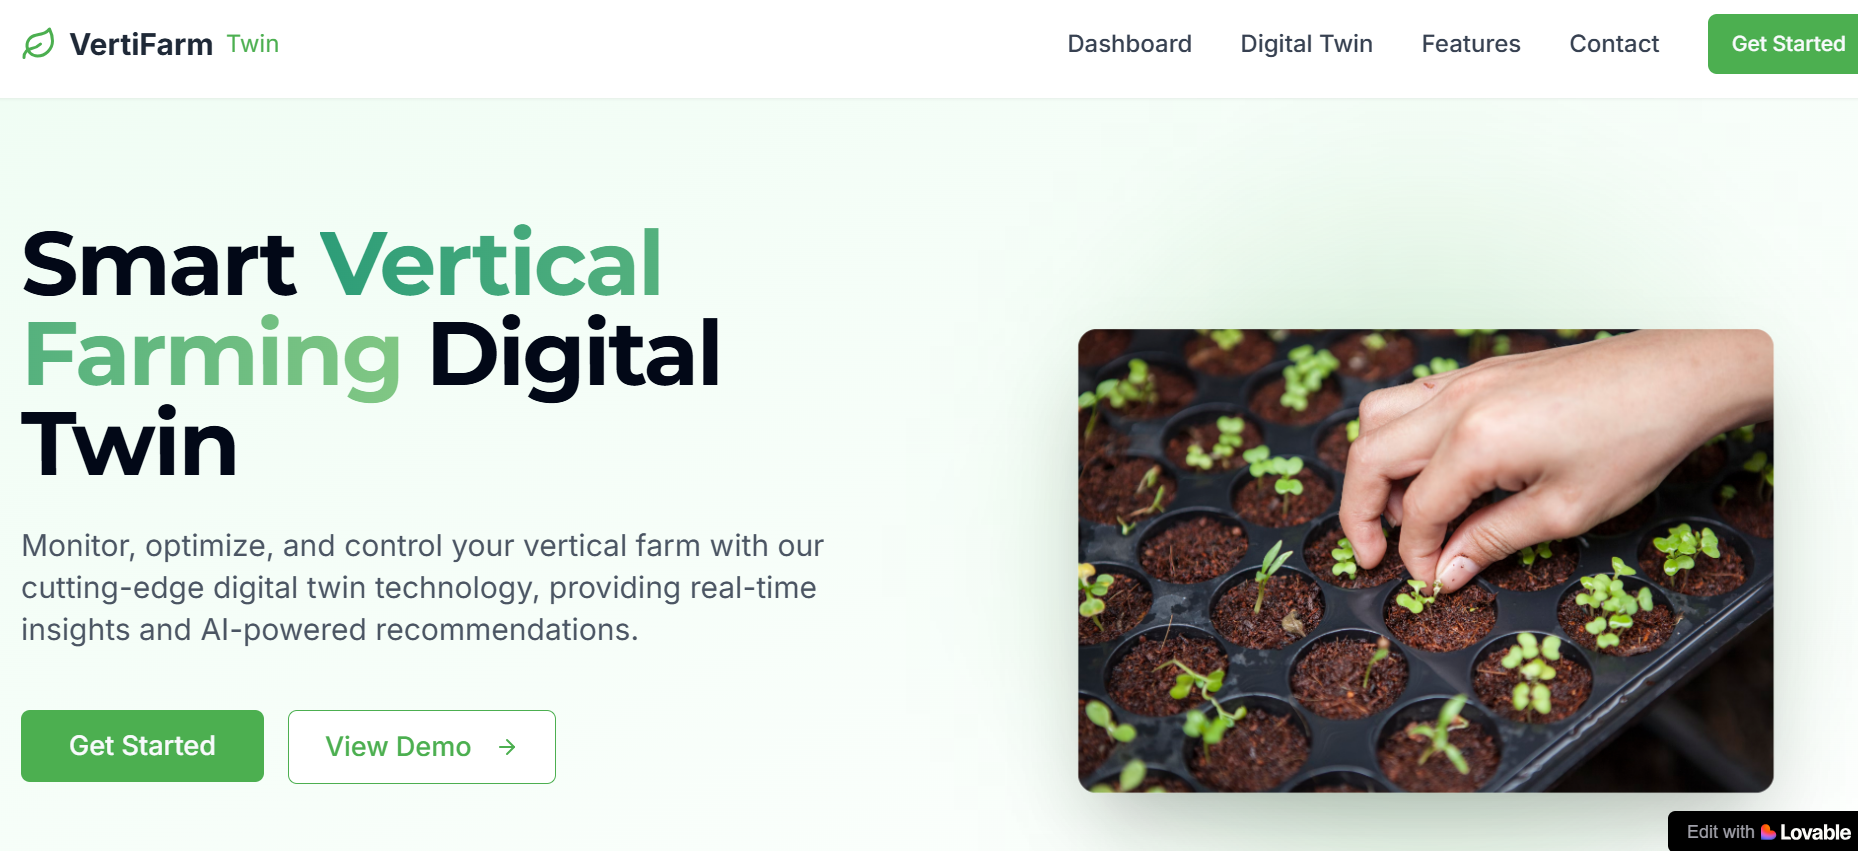 VertiFarm Twin
Dashboard
Digital Twin
Features
Contact
Get Started
Smart Vertical
Farming Digital
Twin
Monitor, optimize, and control your vertical farm with our
cutting-edge digital twin technology, providing real-time
insights and AI-powered recommendations.
Get Started
View Demo →
Edit with Lovable